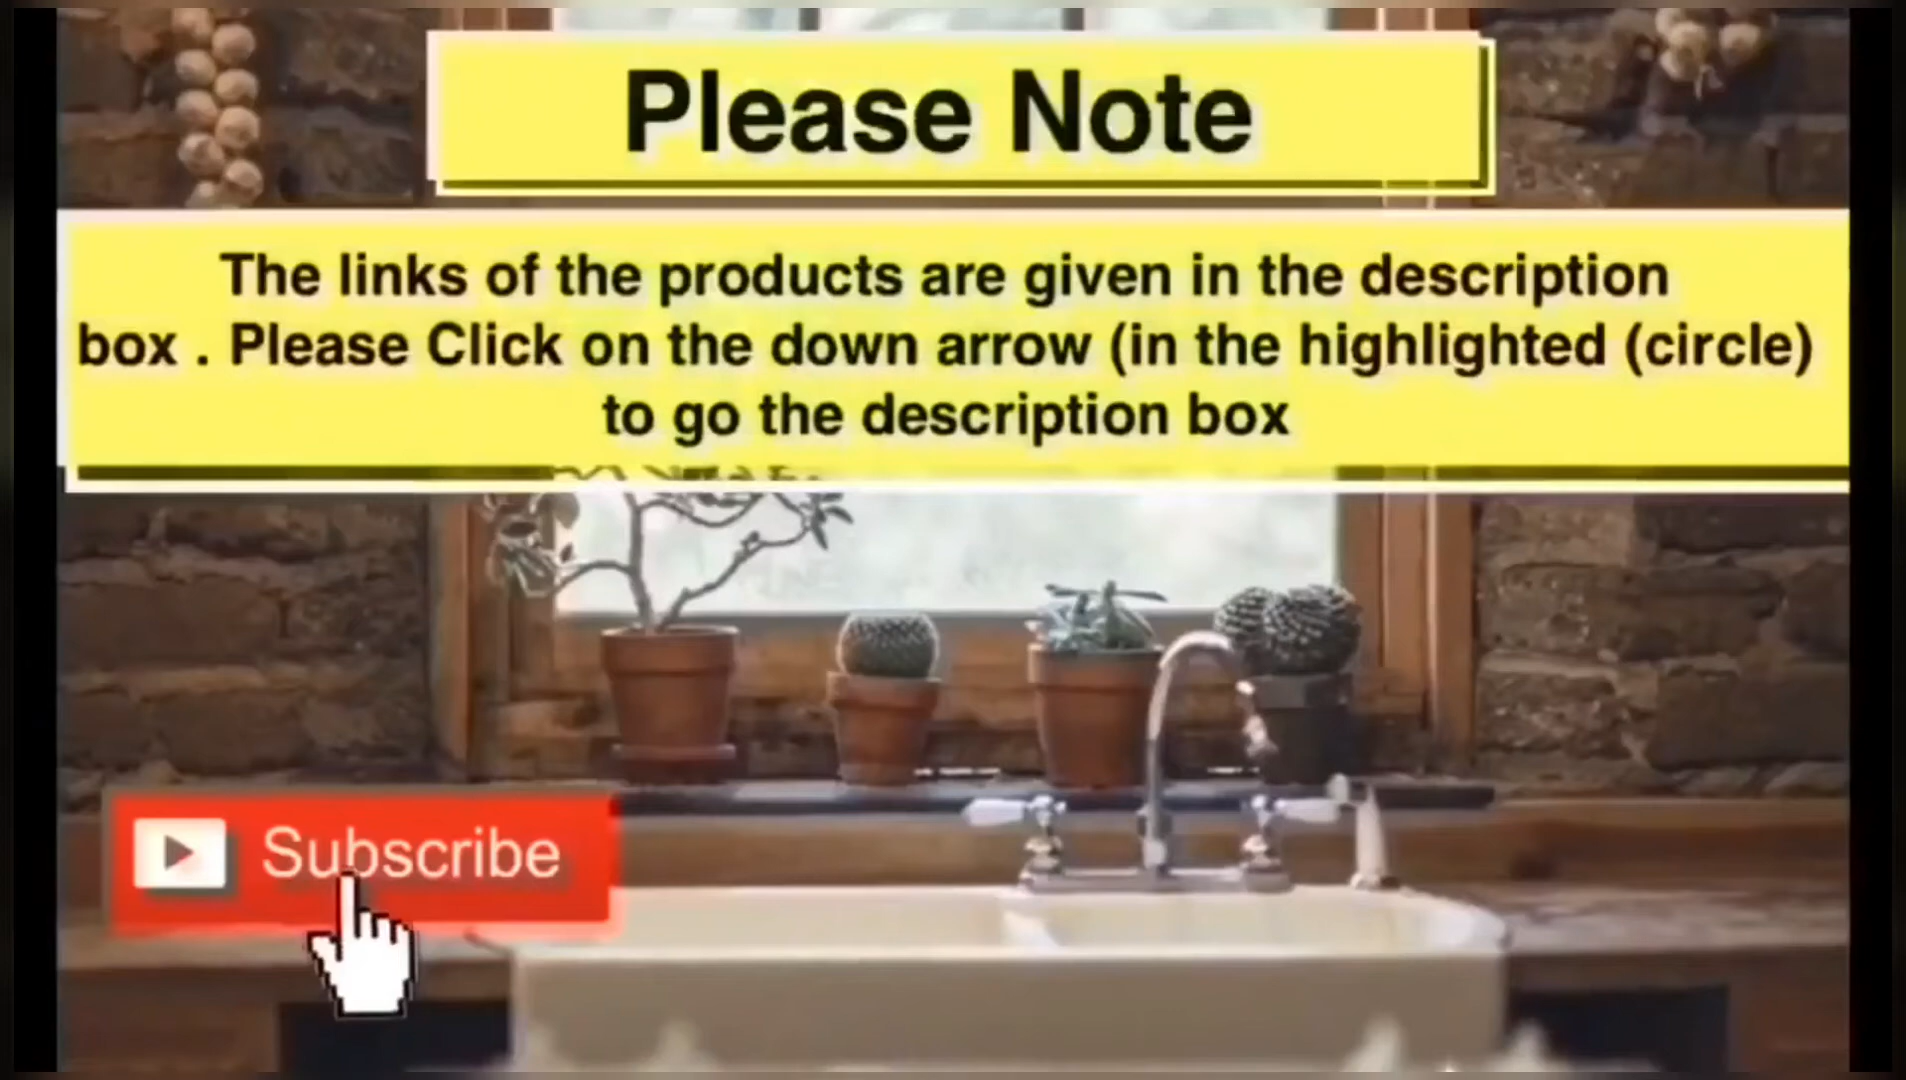 Please Note
The links of the products are given in the description
box . Please Click on the down arrow (in the highlighted (circle)
to go the description box
Subscribe